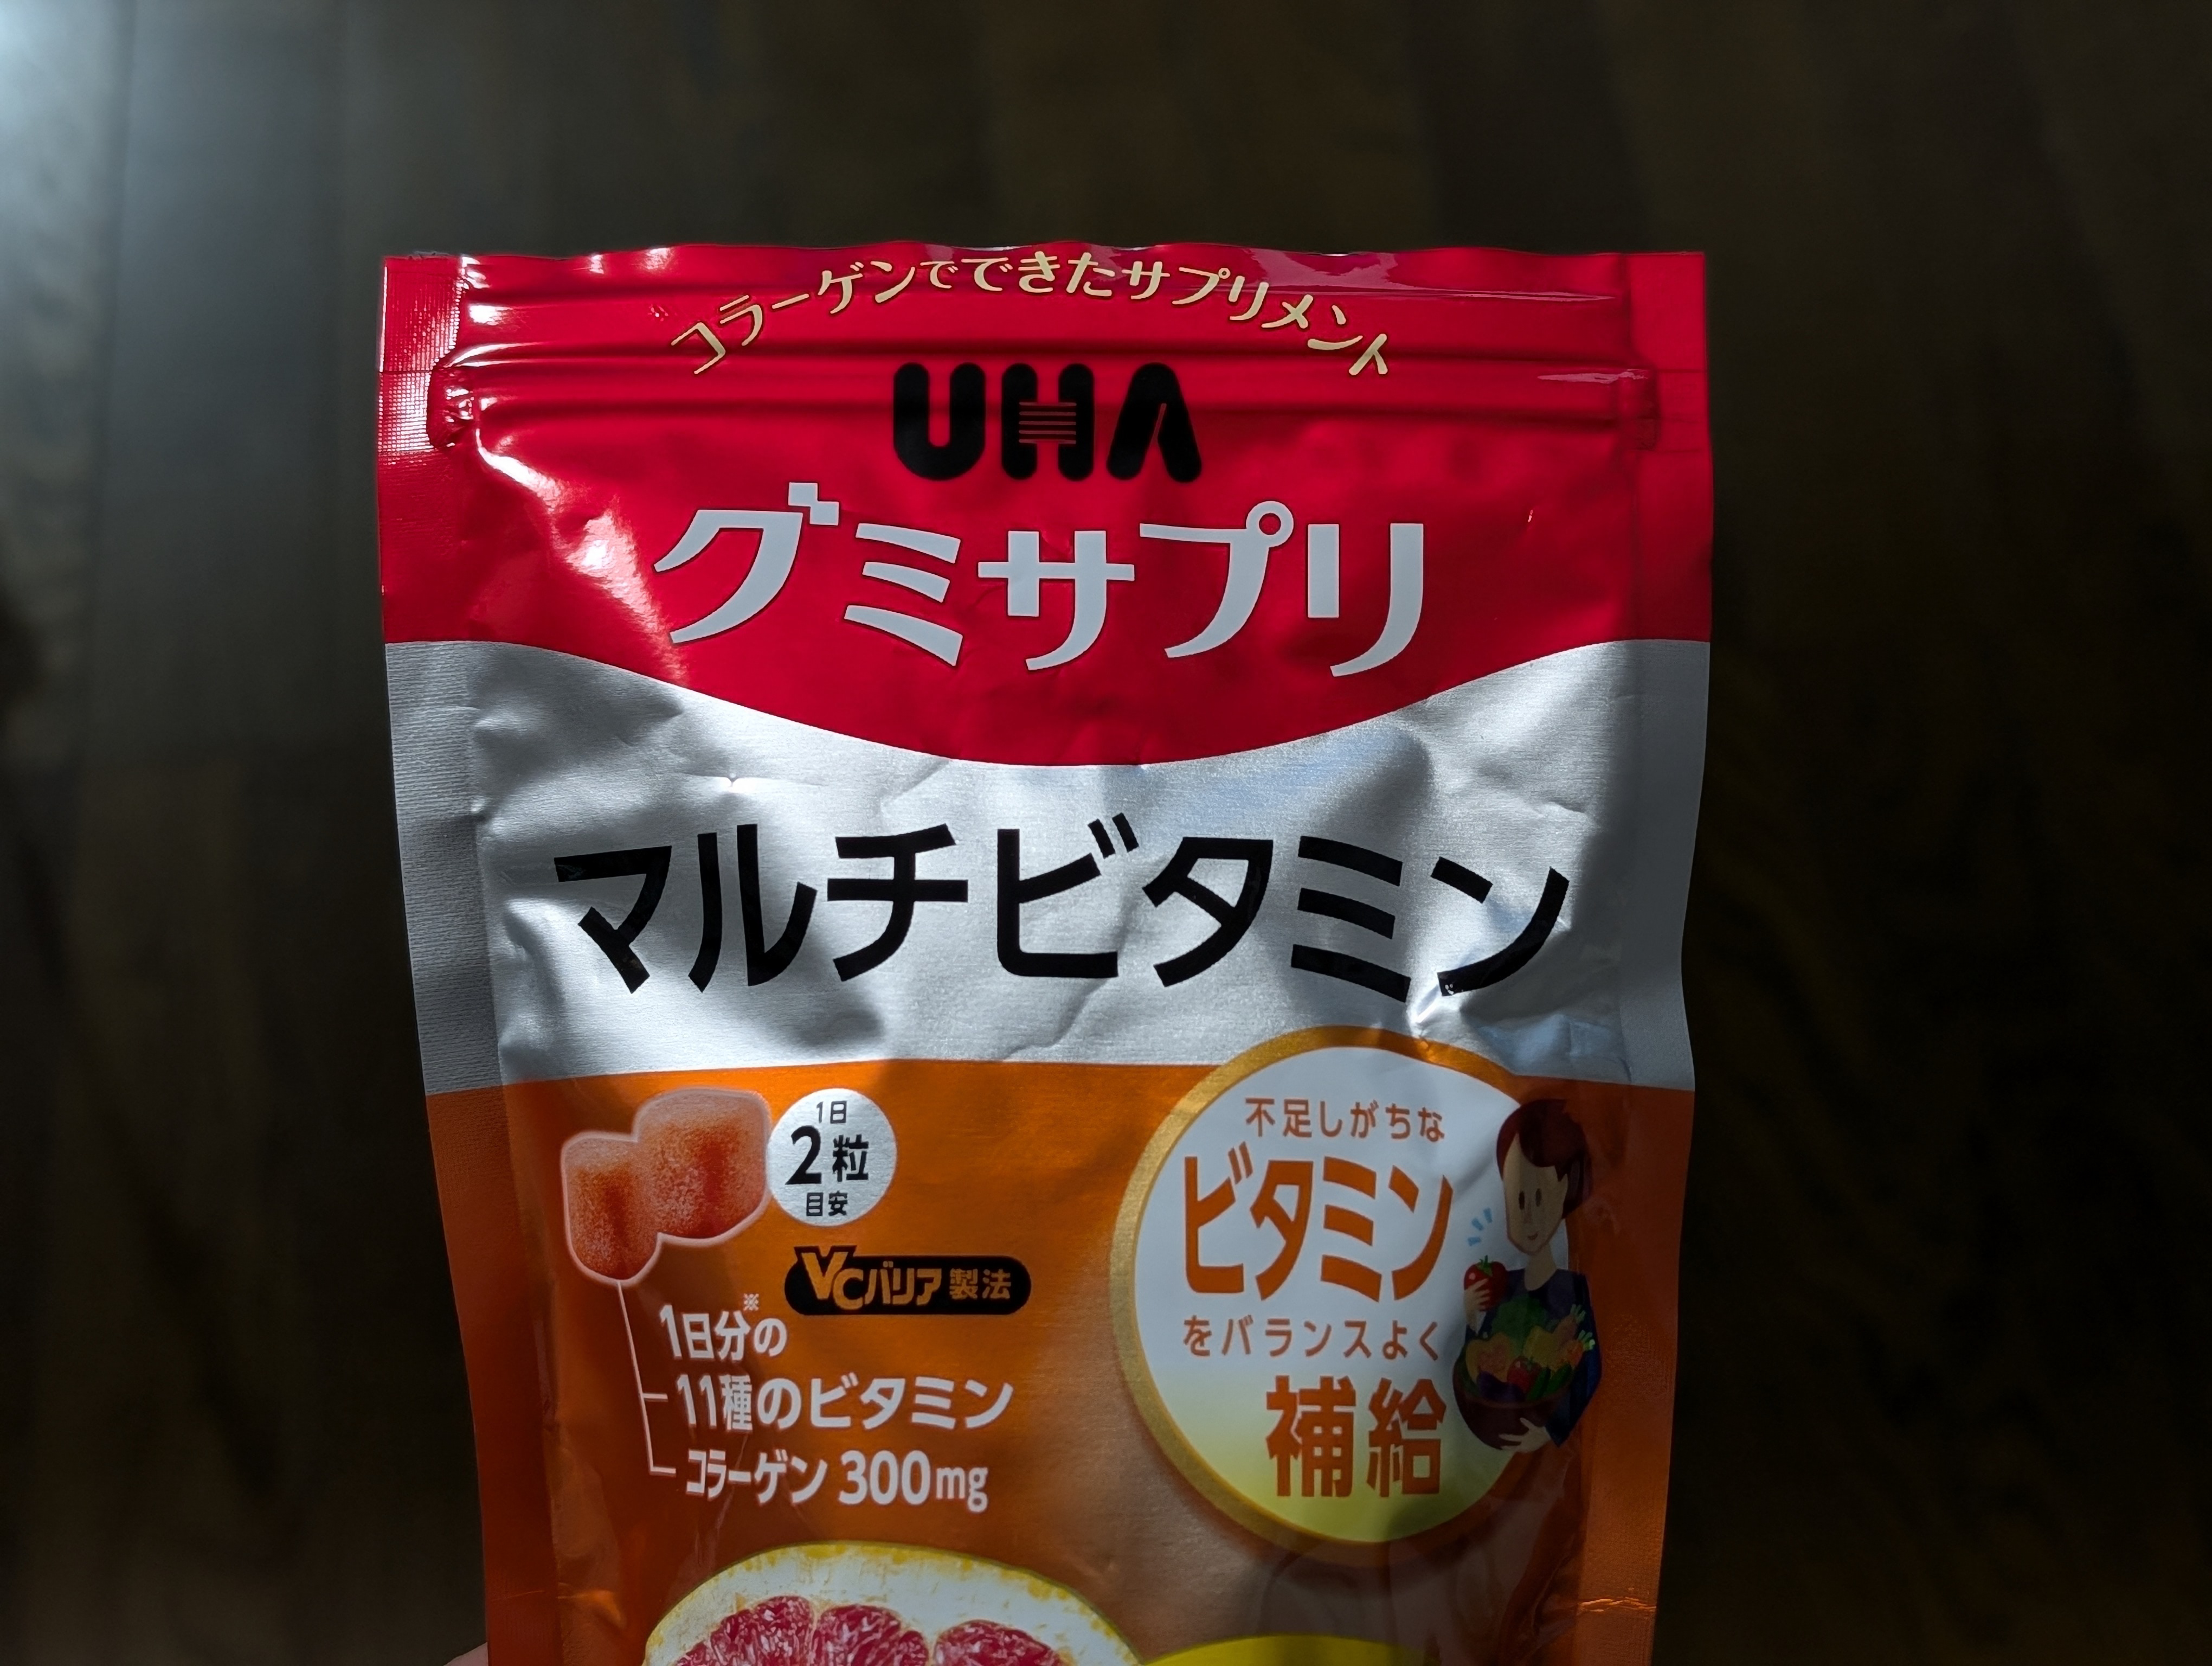 コラーゲンでできたサプリメント
UHA
グミサプリ
マルチビタミン
1日
2粒
目安
VCバリア製法
1日分※の
11種のビタミン
コラーゲン 300mg
不足しがちな
ビタミン
をバランスよく
補給